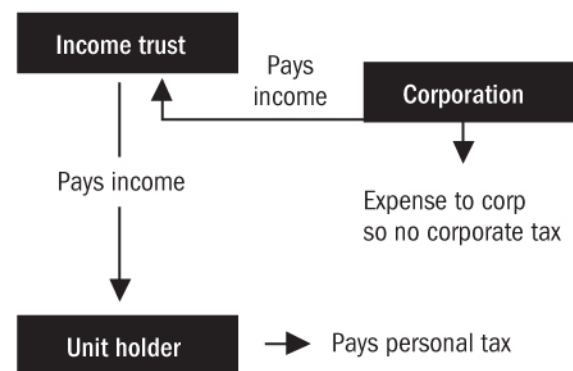 Income trust
Pays
income
Corporation
Pays income
Expense to corp
so no corporate tax
Unit holder
Pays personal tax